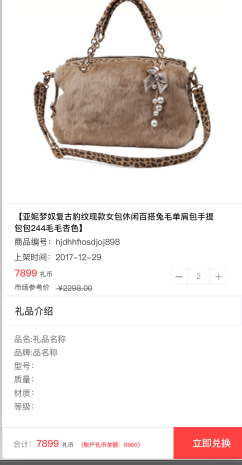 【亚妮梦奴复古豹纹现款女包休闲百搭兔毛单肩包手提
包包244毛毛杏色】
商品编号：hjdhhfiosdjoj898
上架时间：2017-12-29
7899 礼币
市场参考价 ¥2298.00
— 2 +
礼品介绍
品名:礼品名称
品牌:品名称
型号：
质量：
材质：
等级：
合计：7899 礼币 （账户礼币余额：8900） 立即兑换